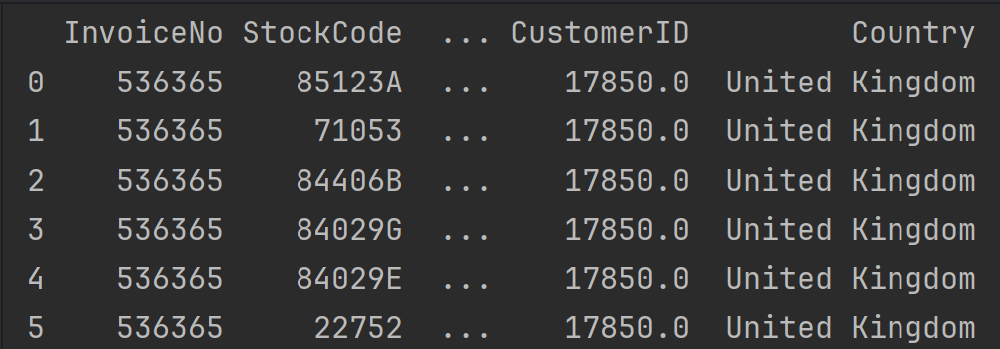 InvoiceNo StockCode ... CustomerID Country
0 536365 85123A ... 17850.0 United Kingdom
1 536365 71053 ... 17850.0 United Kingdom
2 536365 84406B ... 17850.0 United Kingdom
3 536365 84029G ... 17850.0 United Kingdom
4 536365 84029E ... 17850.0 United Kingdom
5 536365 22752 ... 17850.0 United Kingdom